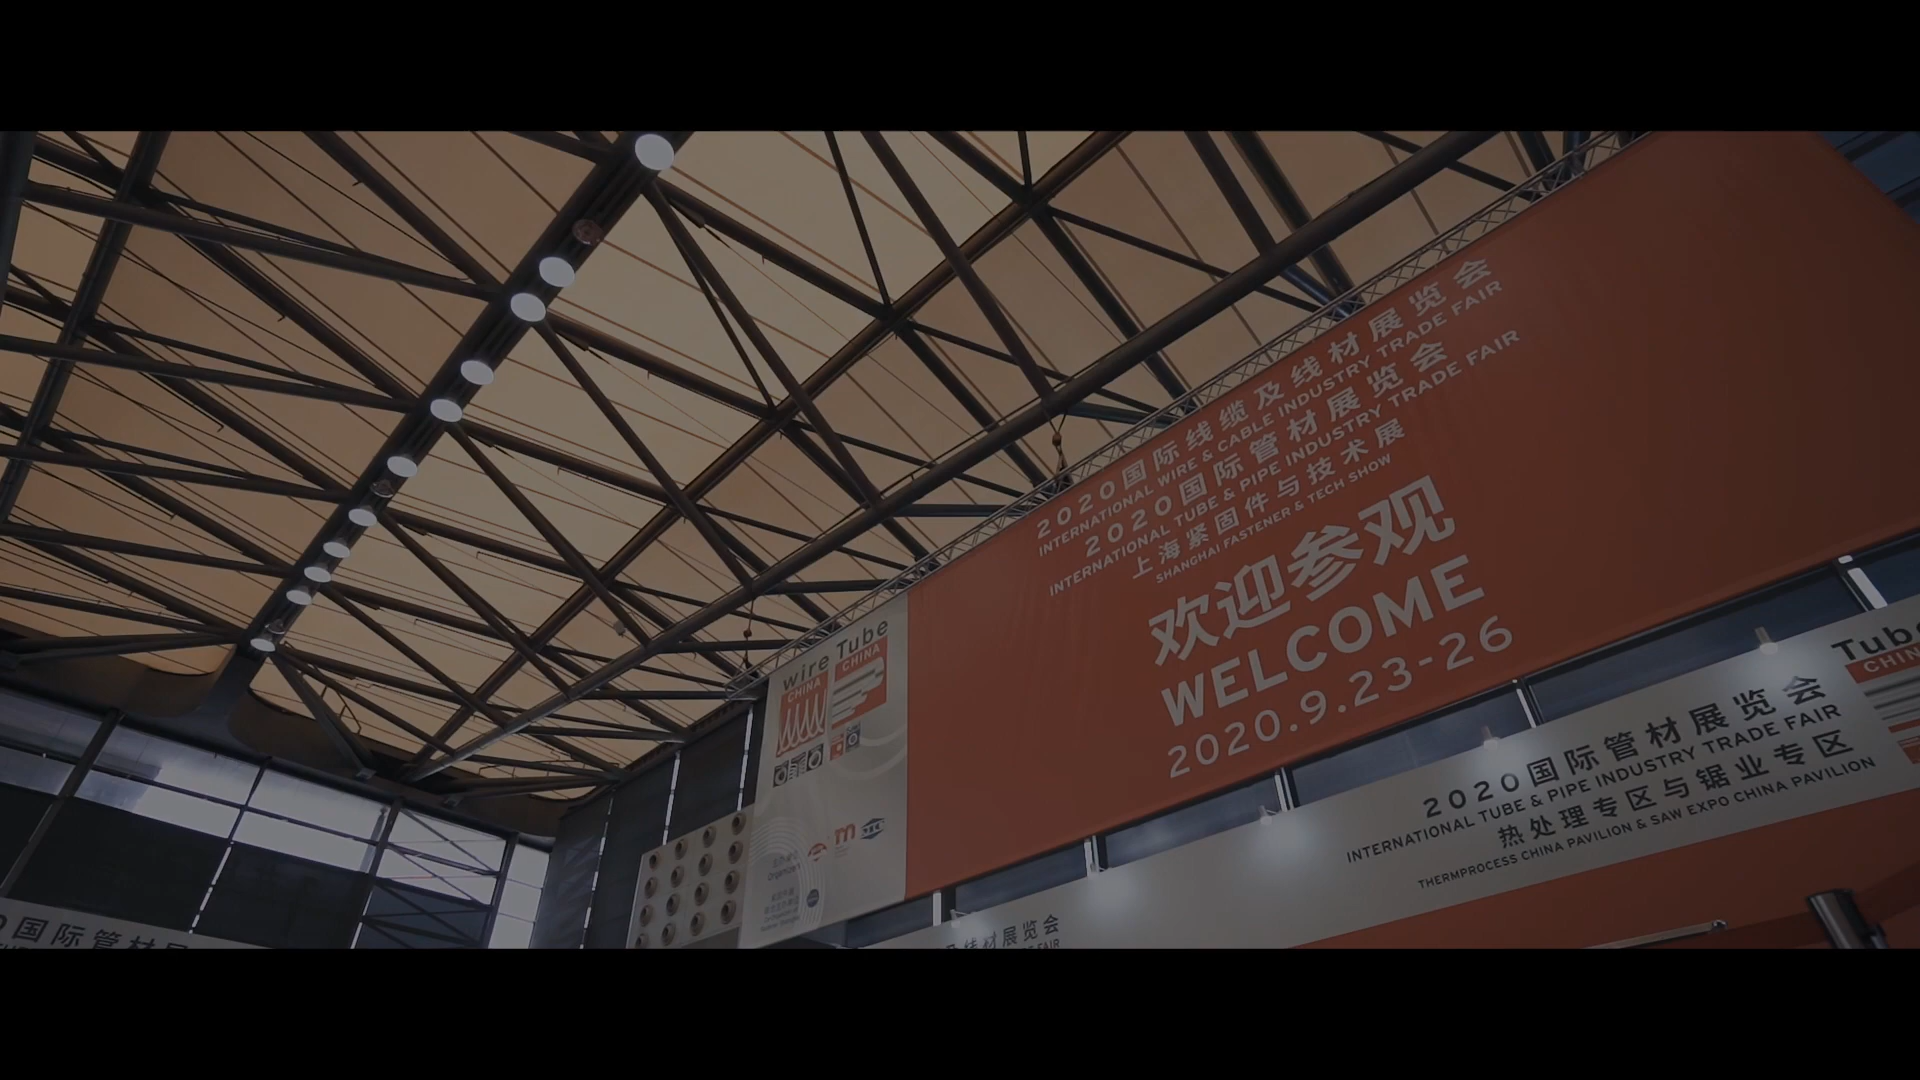 2020国际线缆及线材展览会
INTERNATIONAL WIRE & CABLE INDUSTRY TRADE FAIR
2020国际管材展览会
INTERNATIONAL TUBE & PIPE INDUSTRY TRADE FAIR
上海紧固件与技术展
SHANGHAI FASTENER & TECH SHOW
欢迎参观
WELCOME
2020.9.23-26
wire Tube
CHINA CHINA
Organizers
Tube
CHINA
2020国际管材展览会
INTERNATIONAL TUBE & PIPE INDUSTRY TRADE FAIR
热处理专区与锯业专区
THERMPROCESS CHINA PAVILION & SAW EXPO CHINA PAVILION
线材展览会
FAIR
国际管材